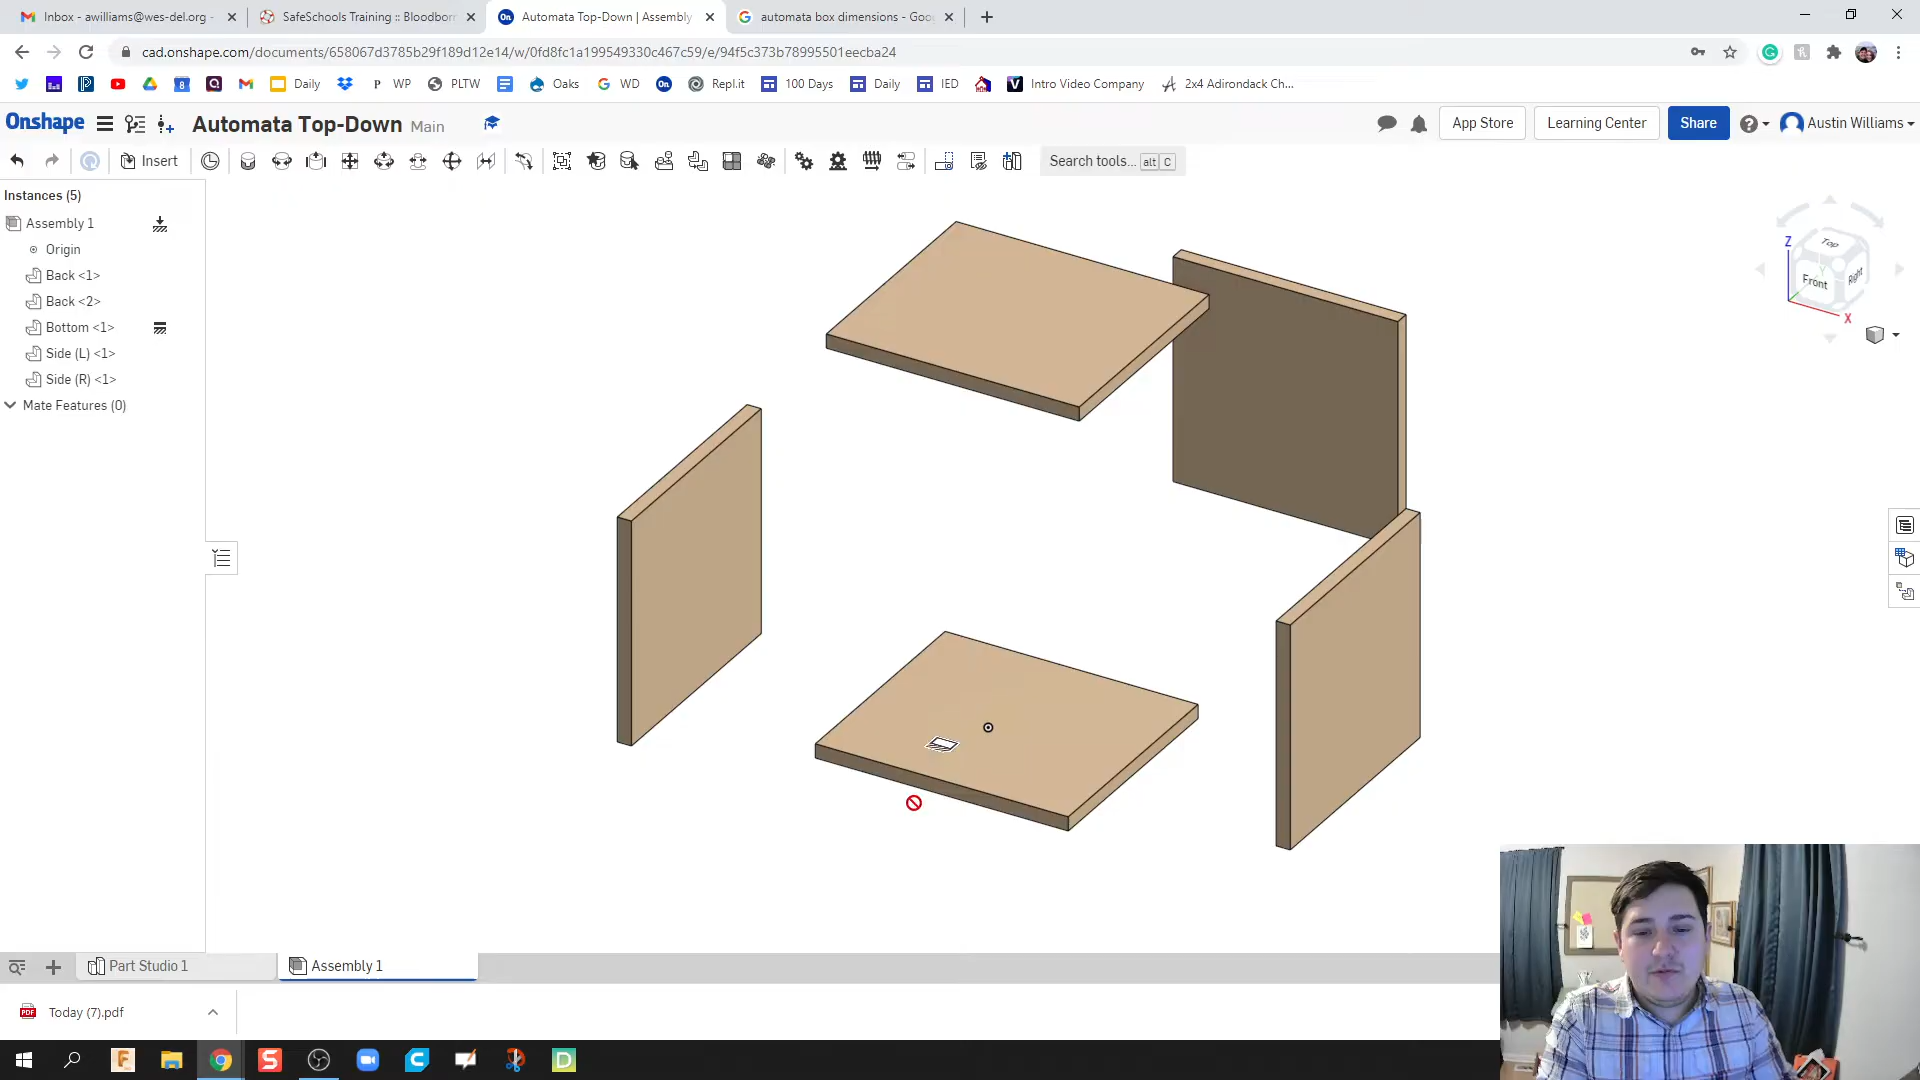 Inbox - awilliams@wes-del.org -
SafeSchools Training :: Bloodborn
Automata Top-Down | Assembly
automata box dimensions - Goo
cad.onshape.com/documents/658067d3785b29f189d12e14/w/0fd8fc1a199549330c467c59/e/94f5c373b78995501eecba24
Daily
WP
PLTW
Oaks
WD
Repl.it
100 Days
Daily
IED
Intro Video Company
2x4 Adirondack Ch...
Onshape
Automata Top-Down Main
App Store
Learning Center
Share
Austin Williams
Insert
Search tools... alt C
Instances (5)
Assembly 1
Origin
Back <1>
Back <2>
Bottom <1>
Side (L) <1>
Side (R) <1>
Mate Features (0)
Z
Top
Front
Right
X
Part Studio 1
Assembly 1
PDF
Today (7).pdf